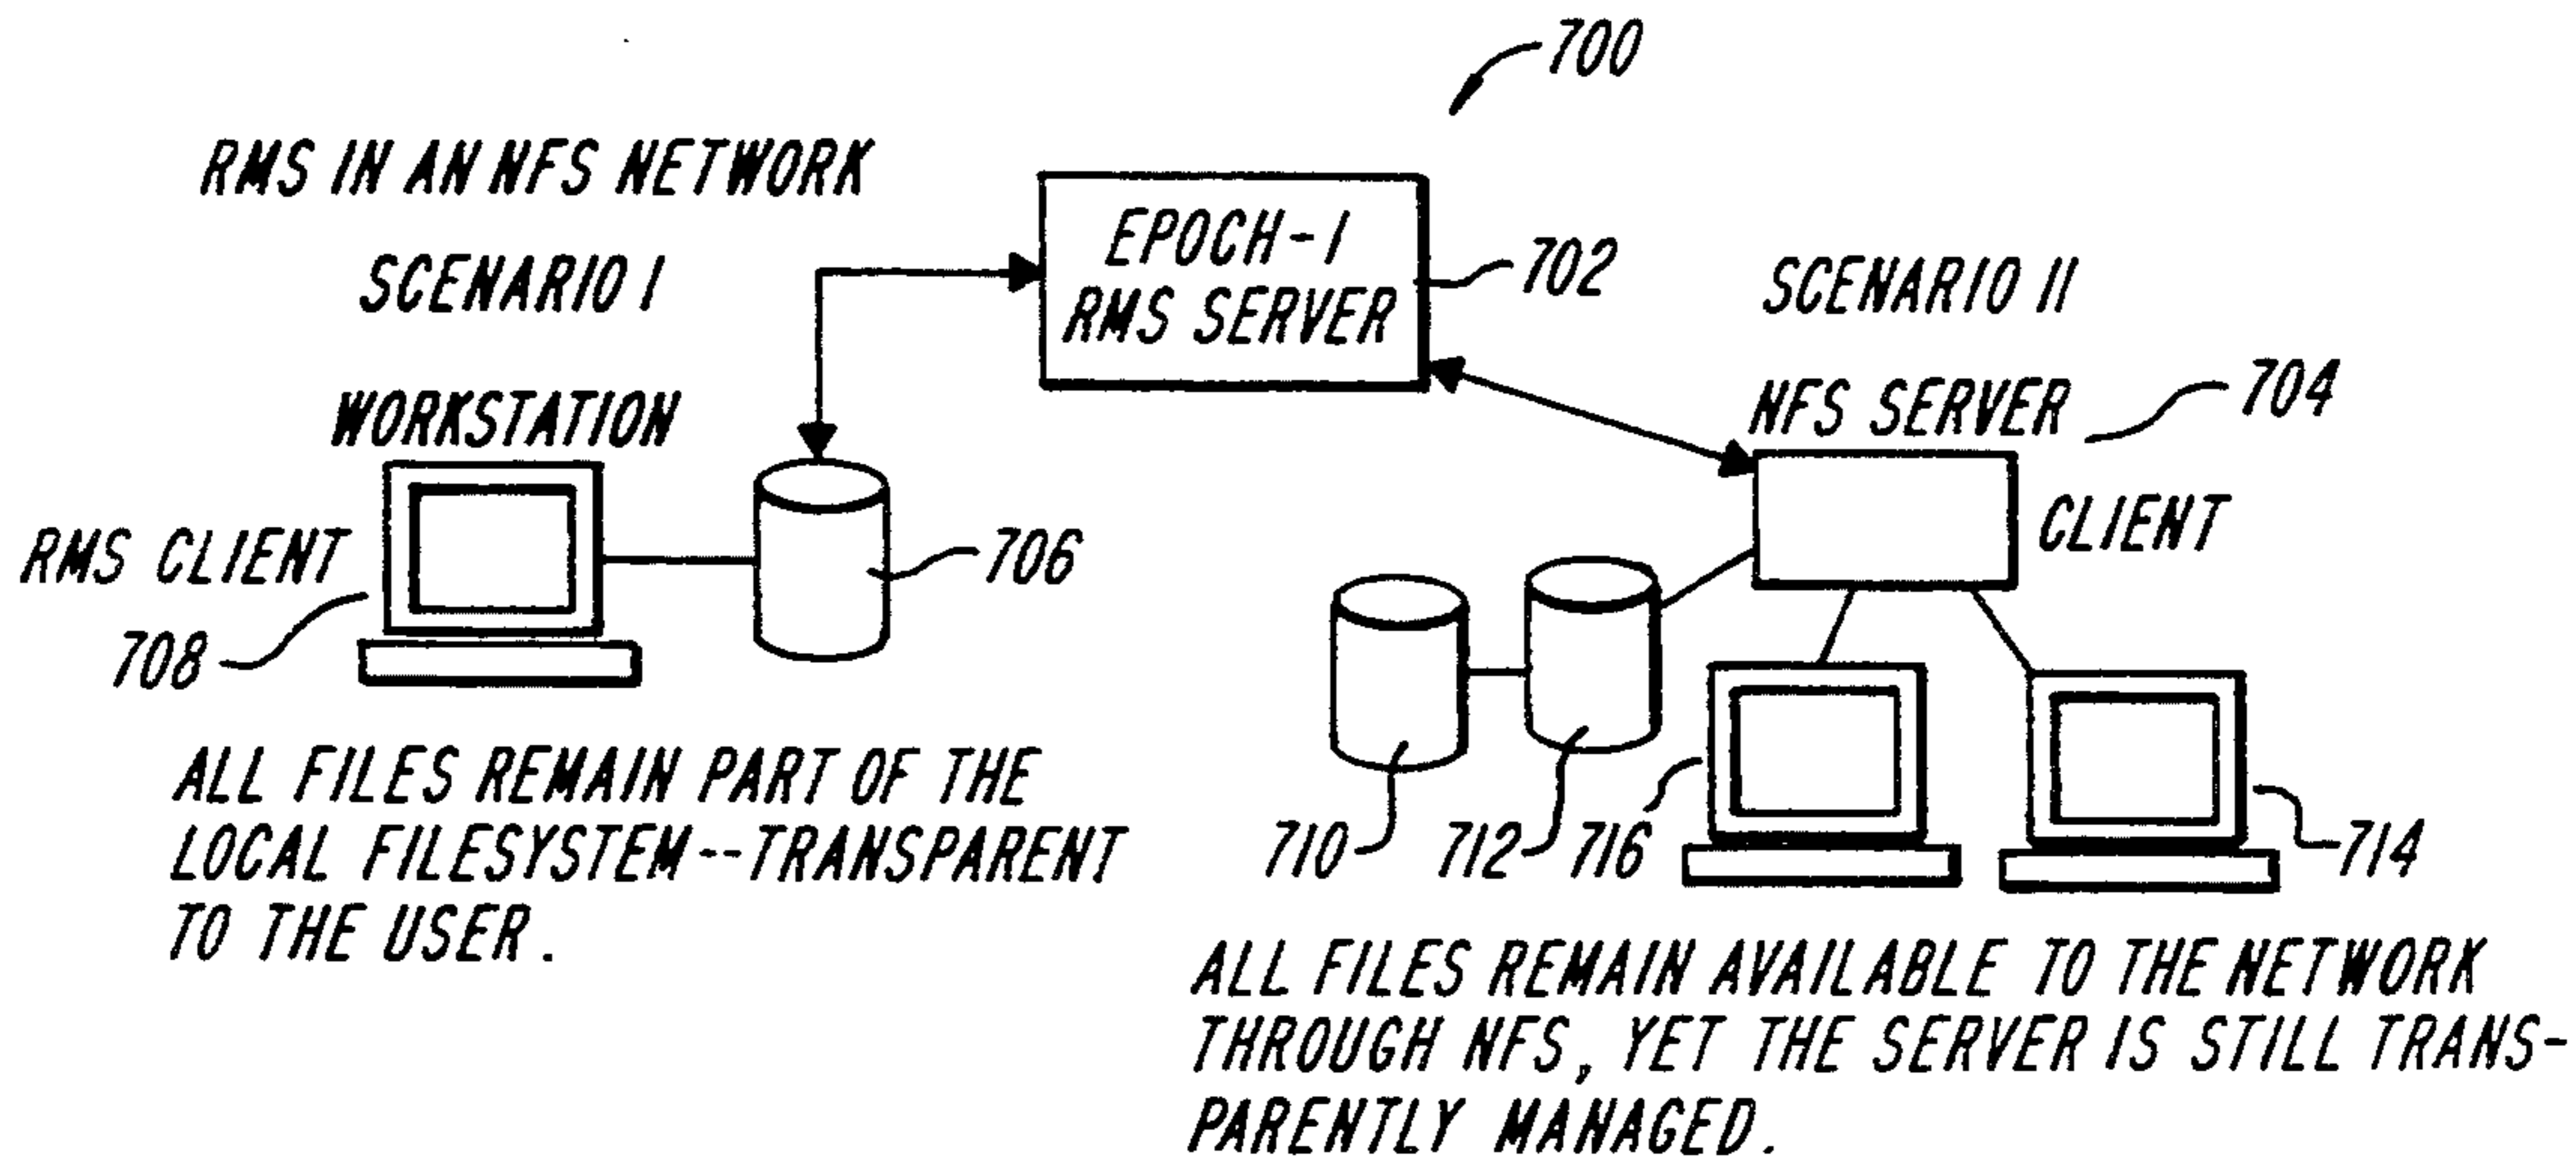 700
RMS IN AN NFS NETWORK
SCENARIO I
WORKSTATION
RMS CLIENT
708
706
EPOCH-1
RMS SERVER
702
SCENARIO II
NFS SERVER
704
CLIENT
710
712
716
714
ALL FILES REMAIN PART OF THE
LOCAL FILESYSTEM--TRANSPARENT
TO THE USER.
ALL FILES REMAIN AVAILABLE TO THE NETWORK
THROUGH NFS, YET THE SERVER IS STILL TRANS-
PARENTLY MANAGED.